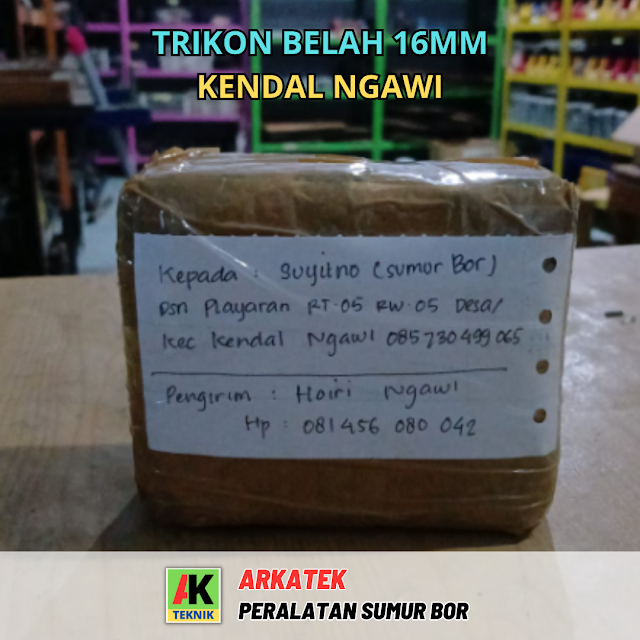 TRIKON BELAH 16MM
KENDAL NGAWI
Kepada : Suyitno (Sumur Bor)
Dsn Playaran RT.05 RW.05 Desa/
Kec Kendal Ngawi 085730499065
Pengirim : Hoiri Ngawi
Hp : 081456 080 042
AK
TEKNIK
ARKATEK
PERALATAN SUMUR BOR